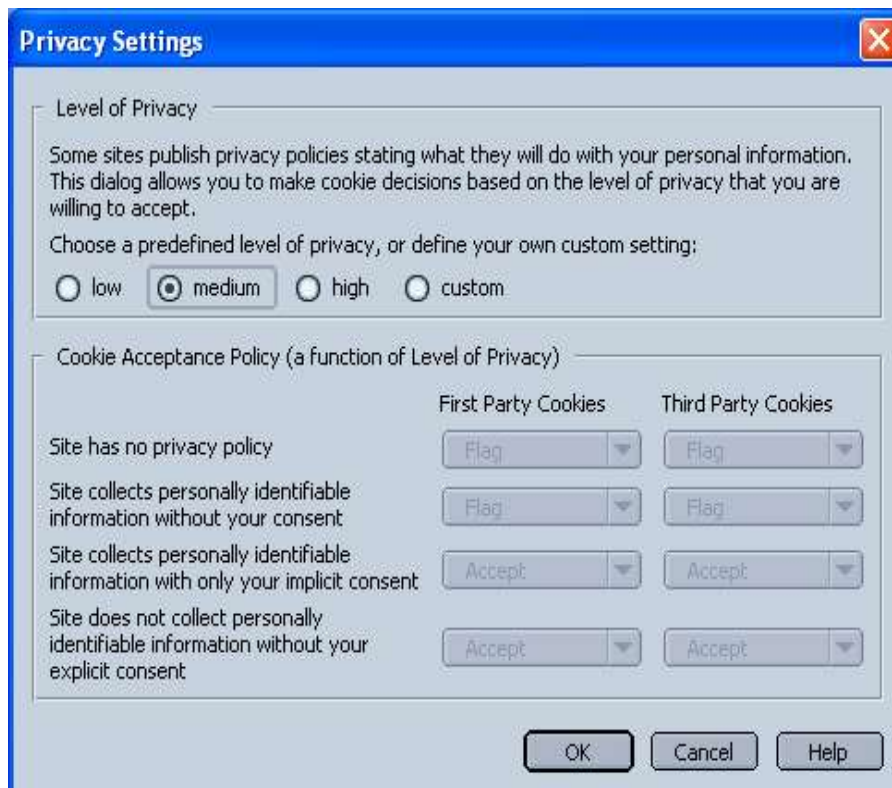 Privacy Settings
Level of Privacy
Some sites publish privacy policies stating what they will do with your personal information.
This dialog allows you to make cookie decisions based on the level of privacy that you are
willing to accept.
Choose a predefined level of privacy, or define your own custom setting:
low medium high custom
Cookie Acceptance Policy (a function of Level of Privacy)
First Party Cookies Third Party Cookies
Site has no privacy policy Flag Flag
Site collects personally identifiable
information without your consent Flag Flag
Site collects personally identifiable
information with only your implicit consent Accept Accept
Site does not collect personally
identifiable information without your Accept Accept
explicit consent
OK Cancel Help